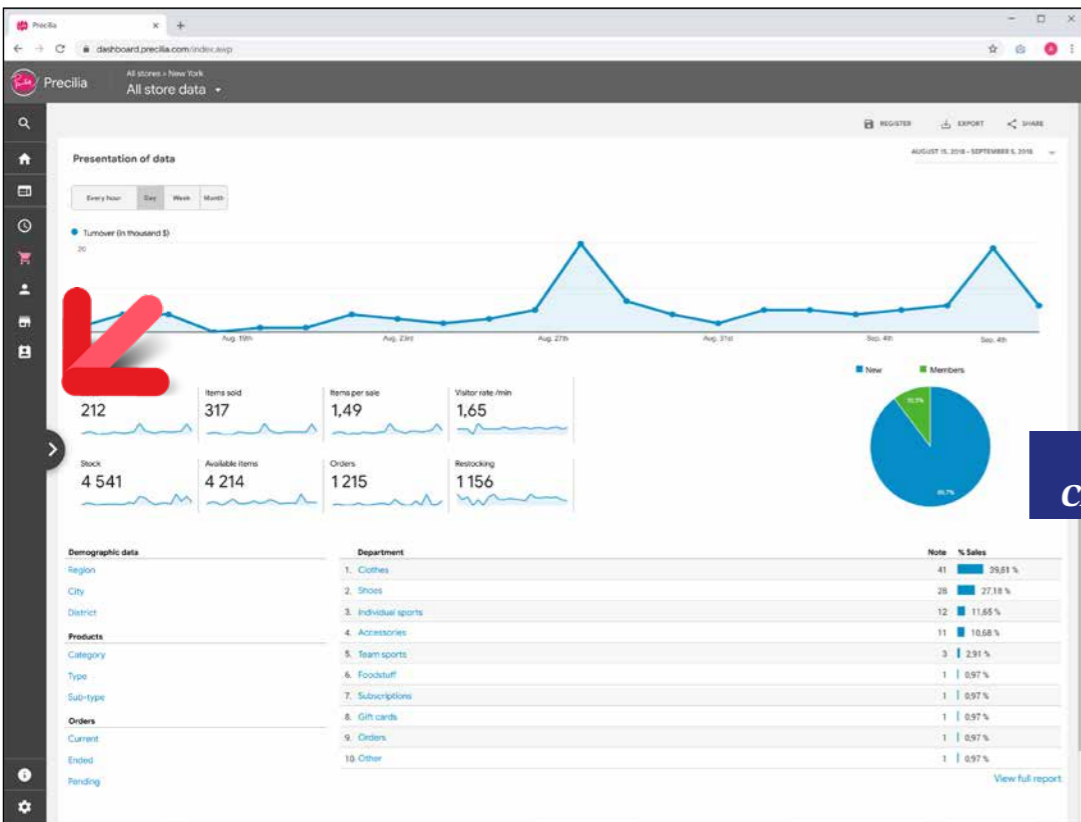 Precilia
dashboard.precilia.com/index.awp
Precilia
All stores > New York
All store data
REGISTER EXPORT SHARE
Presentation of data
AUGUST 15, 2018 - SEPTEMBER 5, 2018
Every hour Day Week Month
Turnover (in thousand $)
20
Aug. 19th Aug. 23rd Aug. 27th Aug. 31st Sep. 4th Sep. 4th
New Members
Items sold Items per sale Visitor rate /min
212 317 1,49 1,65
Stock Available items Orders Restocking
4 541 4 214 1 215 1 156
Demographic data
Region
City
District
Products
Category
Type
Sub-type
Orders
Current
Ended
Pending
Department Note % Sales
1. Clothes 41 39,61 %
2. Shoes 28 27,18 %
3. Individual sports 12 11,65 %
4. Accessories 11 10,68 %
5. Team sports 3 2,91 %
6. Foodstuff 1 0,97 %
7. Subscriptions 1 0,97 %
8. Gift cards 1 0,97 %
9. Orders 1 0,97 %
10. Other 1 0,97 %
View full report